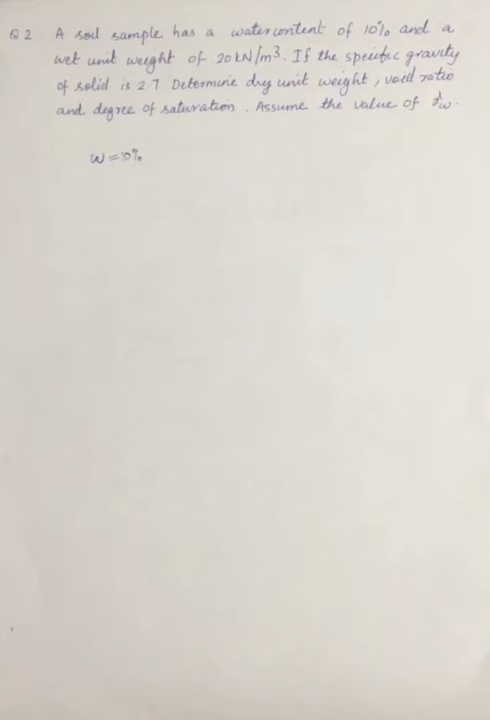 Q2 A soil sample has a water content of 10% and a
wet unit weight of 20 kN/m3. If the specific gravity
of solid is 2.7 Determine dry unit weight, void ratio
and degree of saturation. Assume the value of γw.
w = 10%